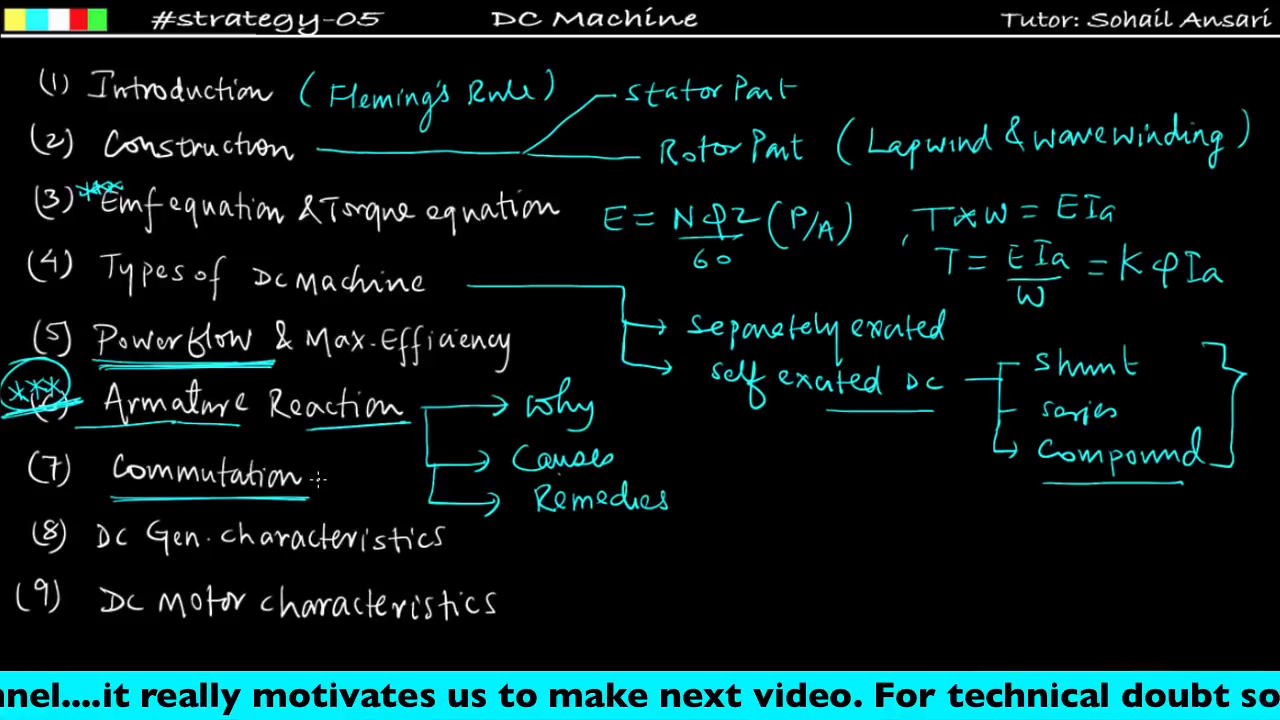 #strategy-05 DC Machine Tutor: Sohail Ansari
(1) Introduction (Fleming's Rule)
Stator Part
(2) Construction
Rotor Part (Lapwind & wavewinding)
(3) *** Emf equation & Torque equation
E = NφZ/60 (P/A) , T×W = EIa
T = EIa/W = KφIa
(4) Types of DC Machine
Separately exicated
self exicated DC
shunt
series
Compound
(5) Powerflow & Max. Efficiency
*** (6) Armature Reaction
Why
Causes
Remedies
(7) Commutation
(8) DC Gen. characteristics
(9) DC Motor characteristics
nnel....it really motivates us to make next video. For technical doubt so